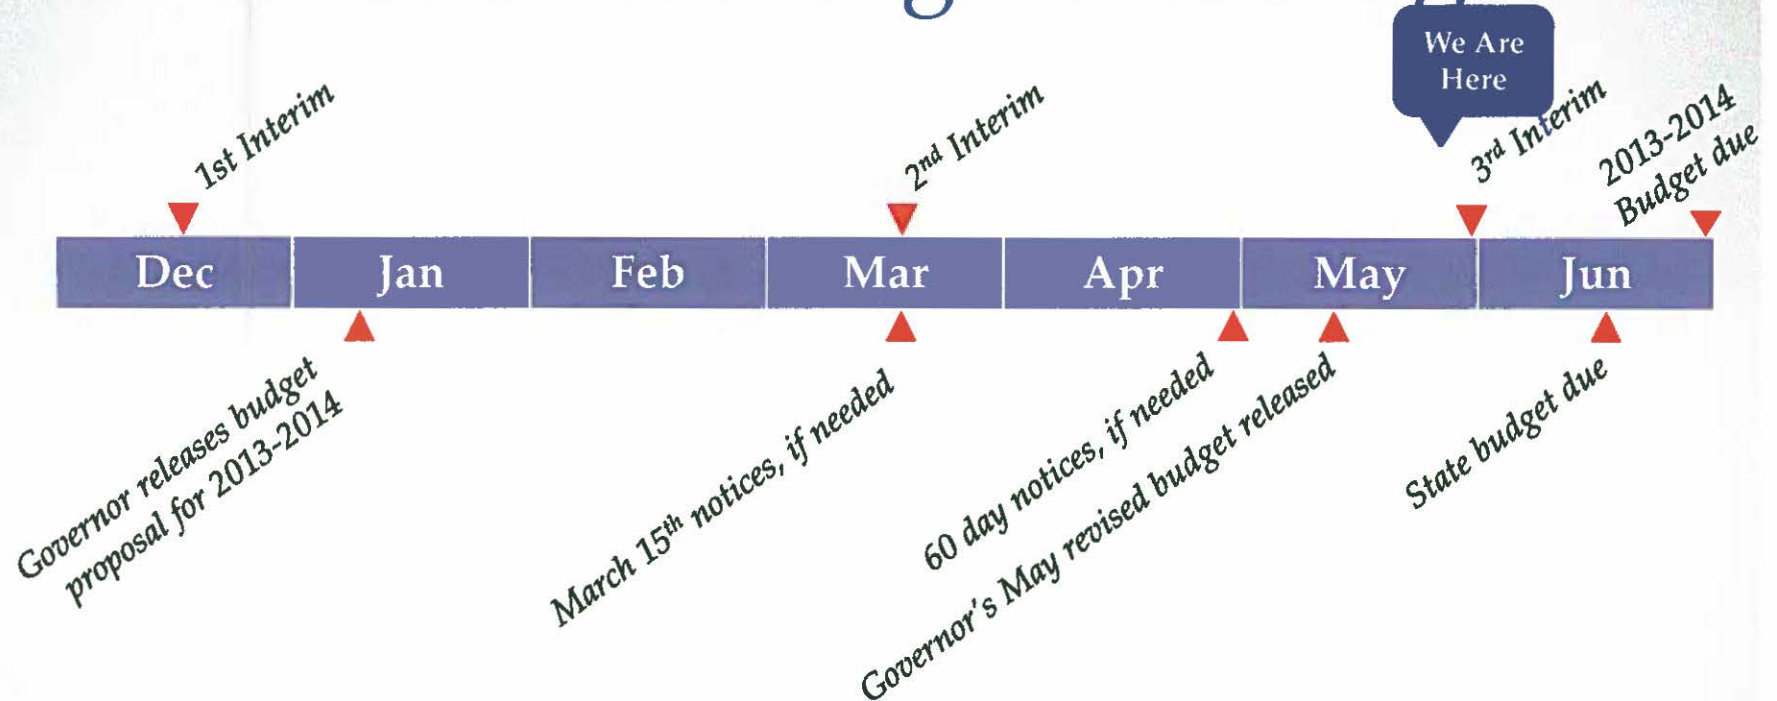 We Are
Here
1st Interim
2nd Interim
3rd Interim
2013-2014
Budget due
Dec
Jan
Feb
Mar
Apr
May
Jun
Governor releases budget
proposal for 2013-2014
March 15th notices, if needed
60 day notices, if needed
Governor's May revised budget released
State budget due